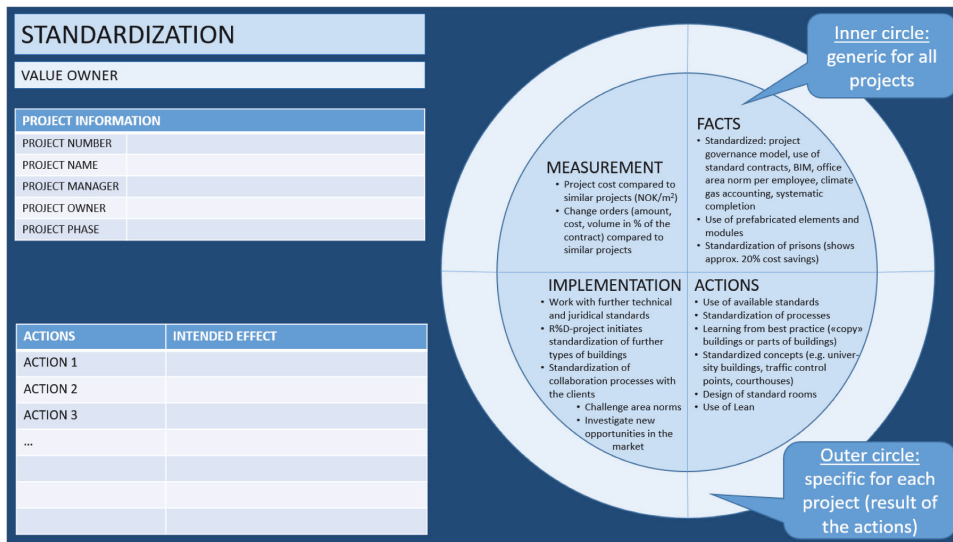 STANDARDIZATION
VALUE OWNER
PROJECT INFORMATION
PROJECT NUMBER
PROJECT NAME
PROJECT MANAGER
PROJECT OWNER
PROJECT PHASE
ACTIONS INTENDED EFFECT
ACTION 1
ACTION 2
ACTION 3
...
Inner circle:
generic for all
projects
MEASUREMENT
• Project cost compared to
similar projects (NOK/m²)
• Change orders (amount,
cost, volume in % of the
contract) compared to
similar projects
FACTS
• Standardized: project
governance model, use of
standard contracts, BIM, office
area norm per employee, climate
gas accounting, systematic
completion
• Use of prefabricated elements and
modules
• Standardization of prisons (shows
approx. 20% cost savings)
IMPLEMENTATION
• Work with further technical
and juridical standards
• R%D-project initiates
standardization of further
types of buildings
• Standardization of
collaboration processes with
the clients
• Challenge area norms
• Investigate new
opportunities in the
market
ACTIONS
• Use of available standards
• Standardization of processes
• Learning from best practice («copy»
buildings or parts of buildings)
• Standardized concepts (e.g. univer-
sity buildings, traffic control
points, courthouses)
• Design of standard rooms
• Use of Lean
Outer circle:
specific for each
project (result of
the actions)